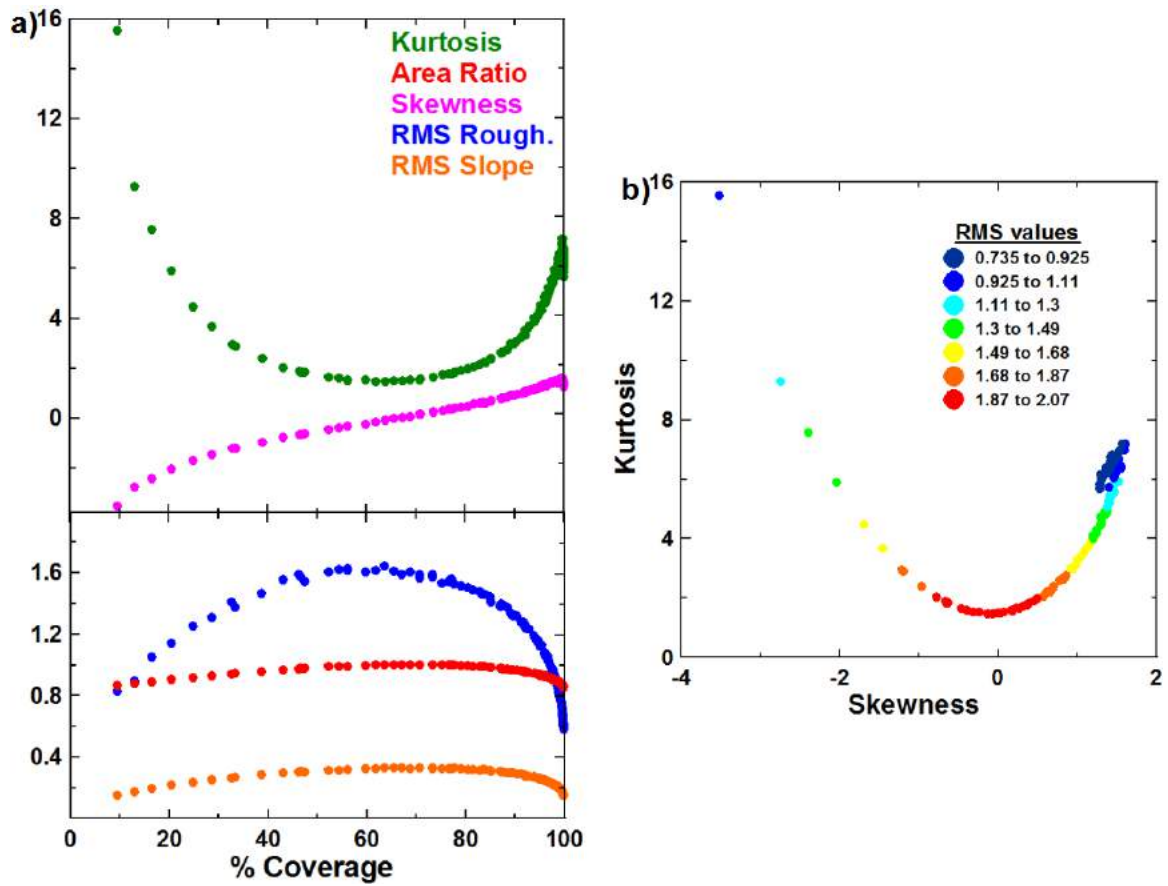 a)
16
12
8
4
0
Kurtosis
Area Ratio
Skewness
RMS Rough.
RMS Slope
1.6
1.2
0.8
0.4
0 20 40 60 80 100
% Coverage
b)
16
12
8
4
0
Kurtosis
RMS values
0.735 to 0.925
0.925 to 1.11
1.11 to 1.3
1.3 to 1.49
1.49 to 1.68
1.68 to 1.87
1.87 to 2.07
-4 -2 0 2
Skewness